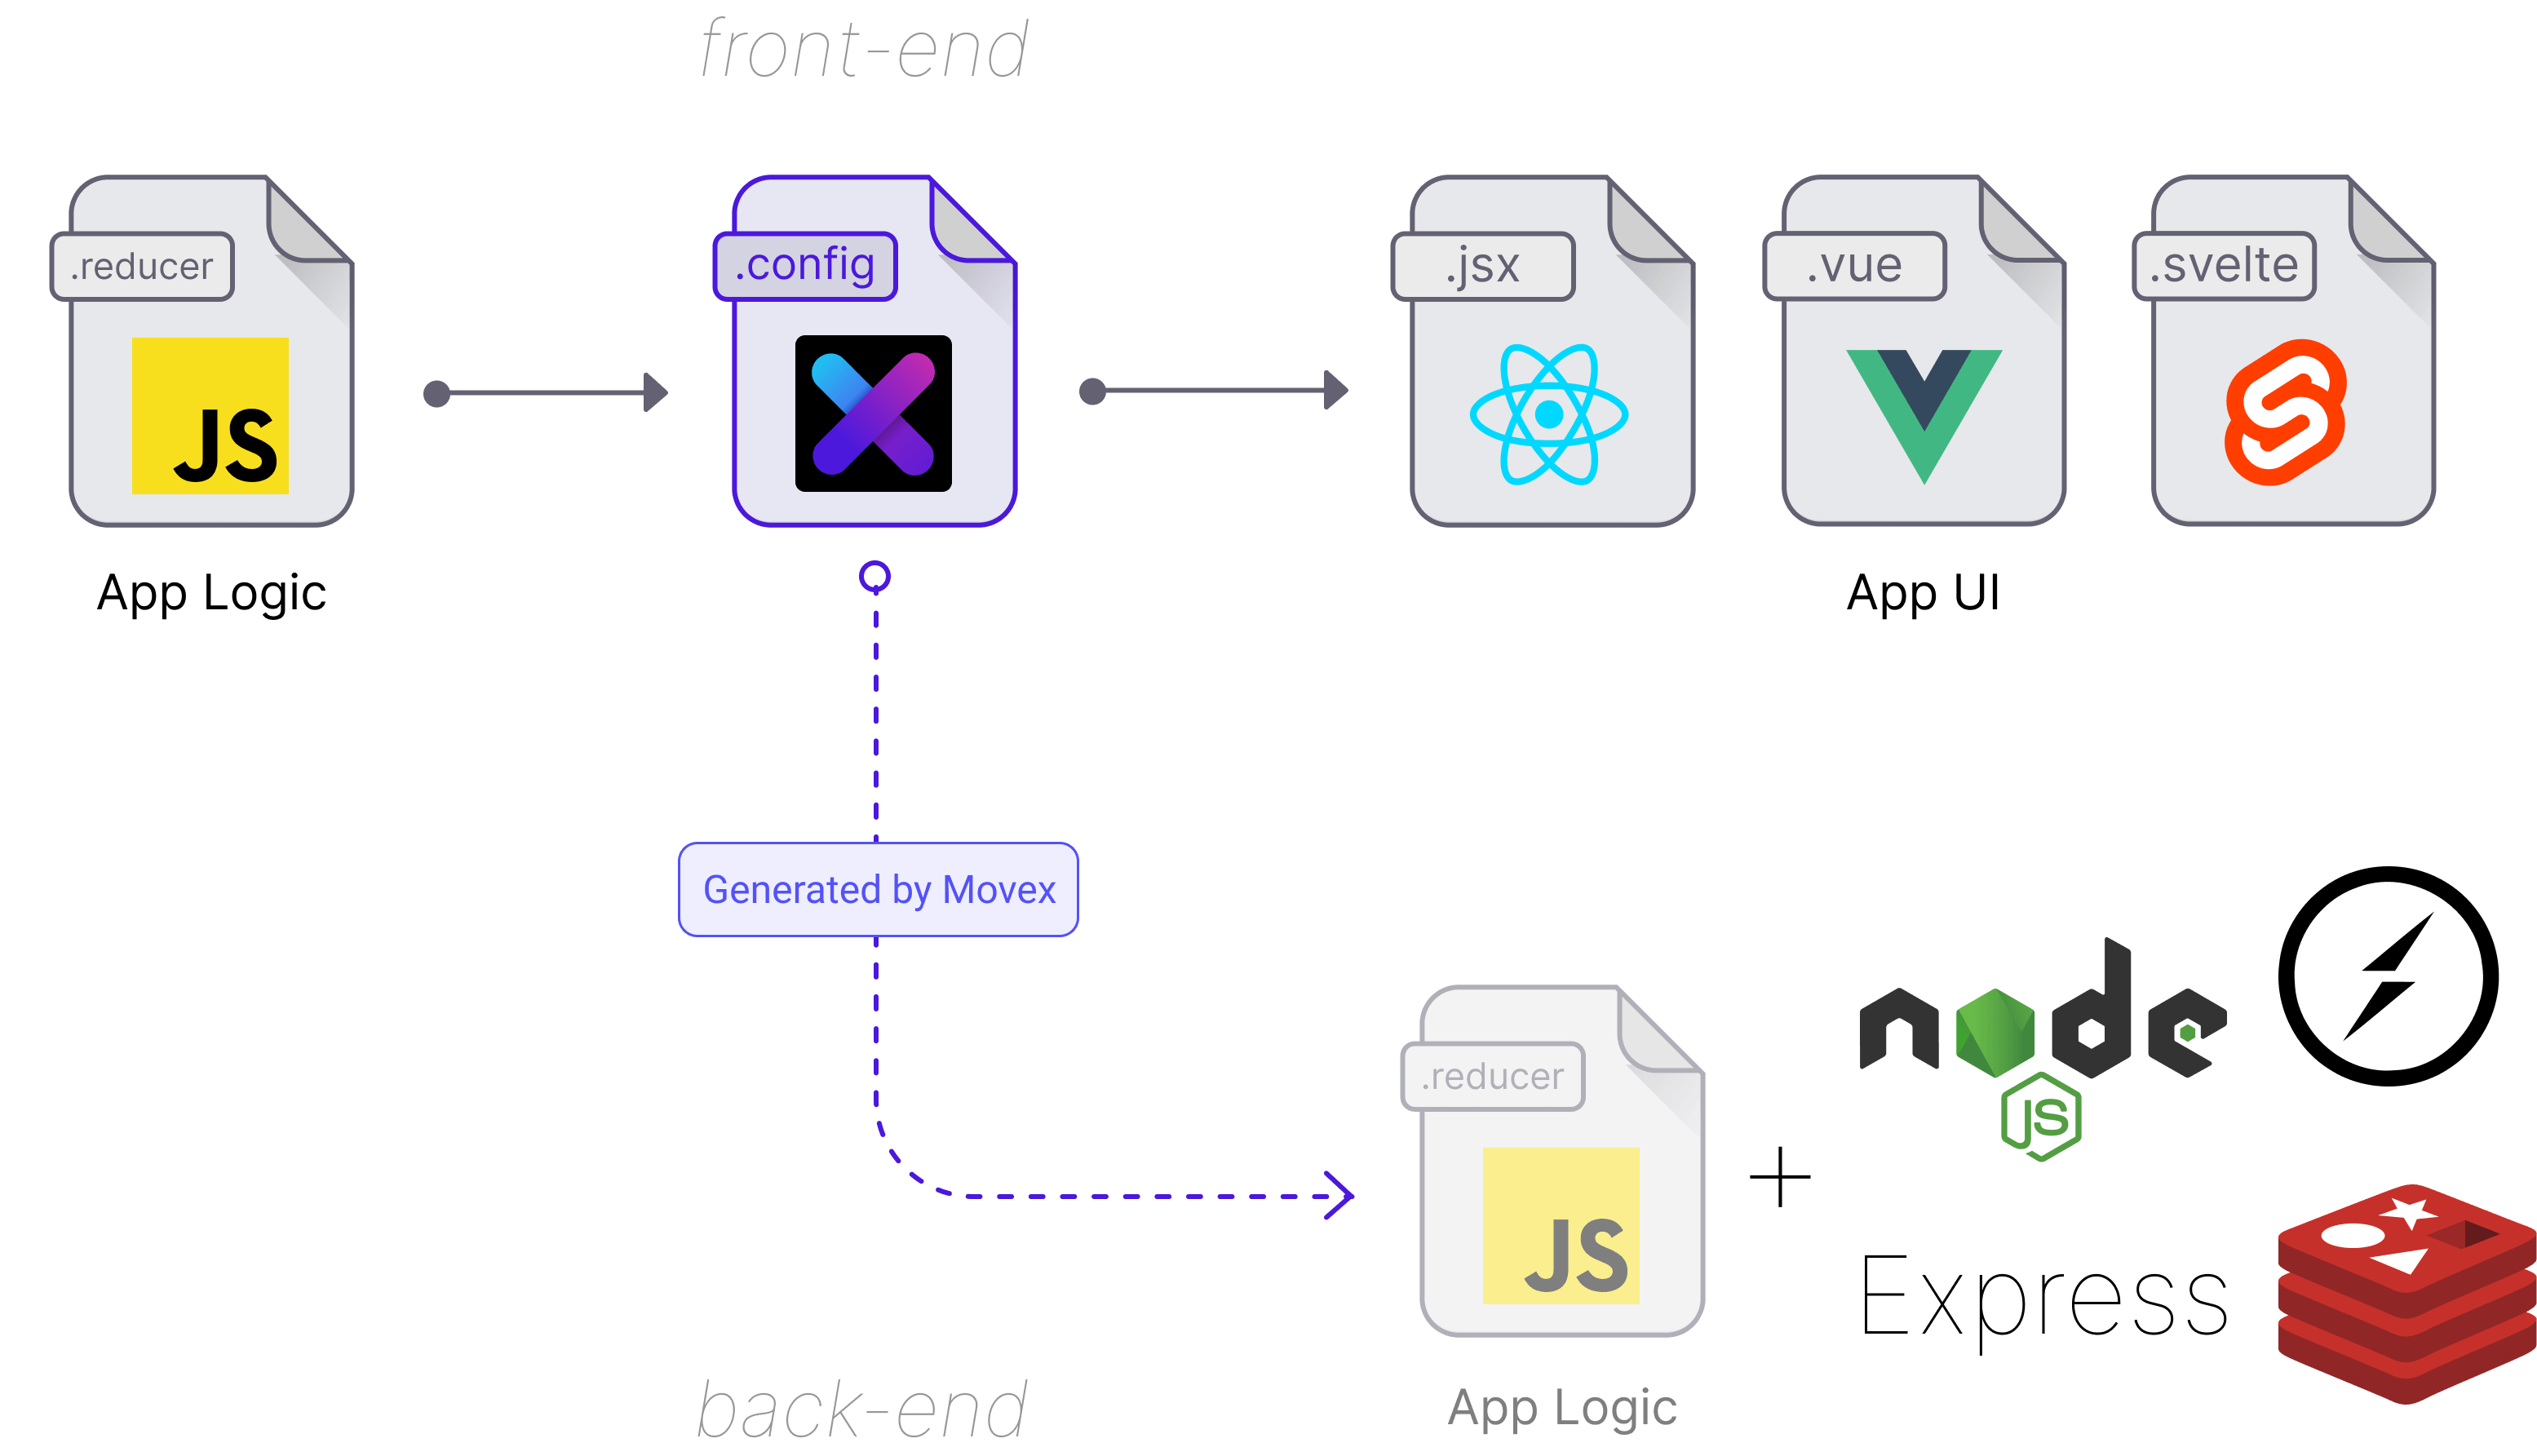 front-end
.reducer
JS
App Logic
.config
.jsx
.vue
.svelte
App UI
Generated by Movex
.reducer
JS
App Logic
+
node
JS
Express
back-end